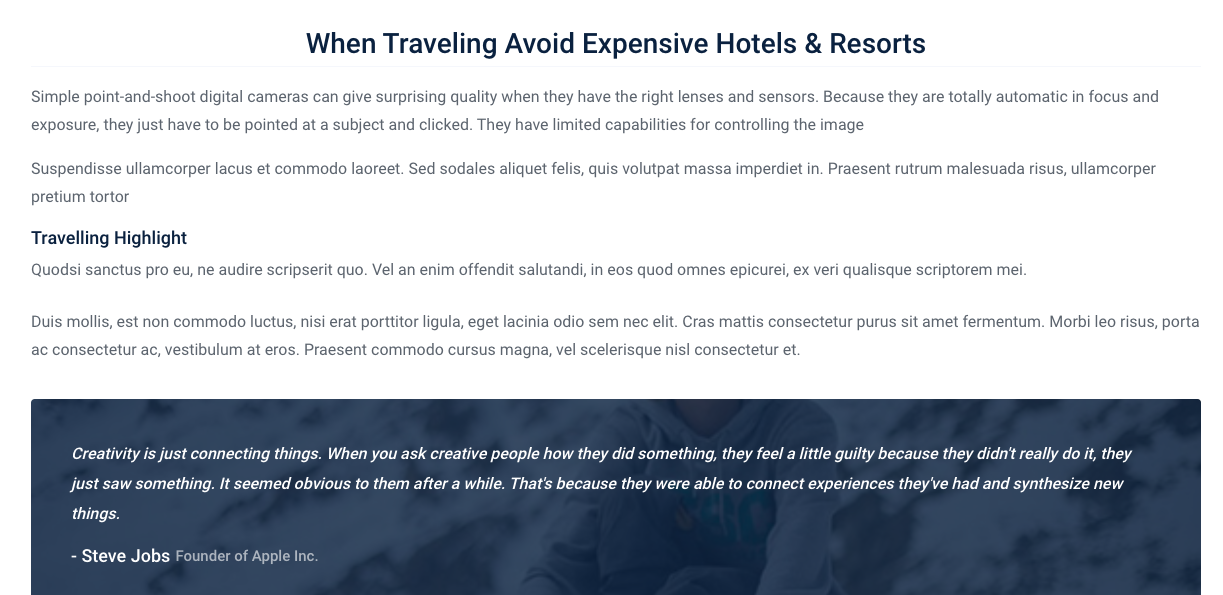 When Traveling Avoid Expensive Hotels & Resorts
Simple point-and-shoot digital cameras can give surprising quality when they have the right lenses and sensors. Because they are totally automatic in focus and
exposure, they just have to be pointed at a subject and clicked. They have limited capabilities for controlling the image
Suspendisse ullamcorper lacus et commodo laoreet. Sed sodales aliquet felis, quis volutpat massa imperdiet in. Praesent rutrum malesuada risus, ullamcorper
pretium tortor
Travelling Highlight
Quodsi sanctus pro eu, ne audire scripserit quo. Vel an enim offendit salutandi, in eos quod omnes epicurei, ex veri qualisque scriptorem mei.
Duis mollis, est non commodo luctus, nisi erat porttitor ligula, eget lacinia odio sem nec elit. Cras mattis consectetur purus sit amet fermentum. Morbi leo risus, porta
ac consectetur ac, vestibulum at eros. Praesent commodo cursus magna, vel scelerisque nisl consectetur et.
Creativity is just connecting things. When you ask creative people how they did something, they feel a little guilty because they didn't really do it, they
just saw something. It seemed obvious to them after a while. That's because they were able to connect experiences they've had and synthesize new
things.
- Steve Jobs Founder of Apple Inc.